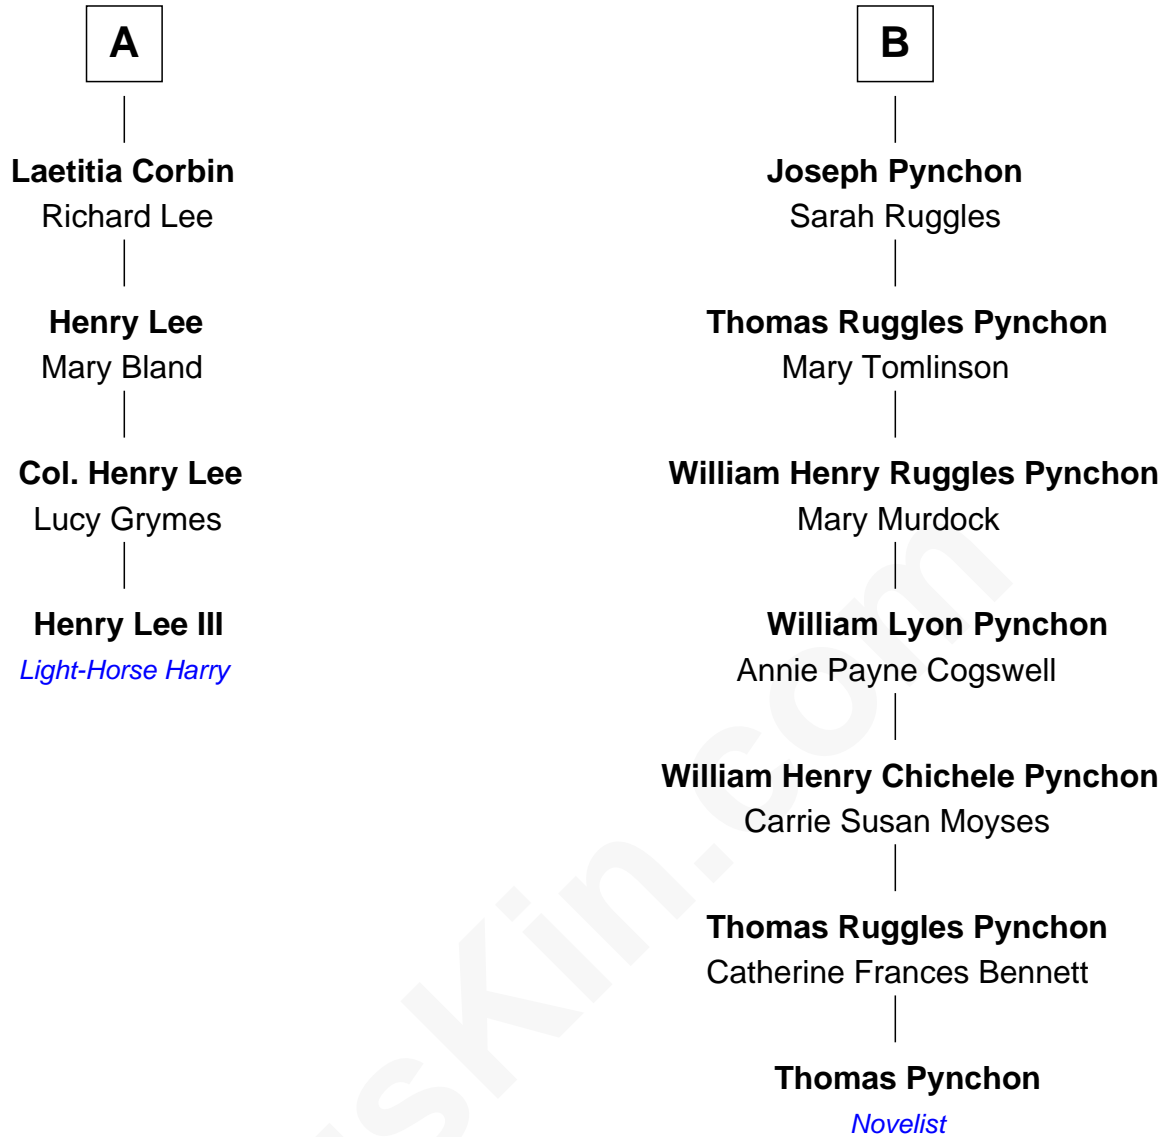 A
Laetitia Corbin
Richard Lee
Henry Lee
Mary Bland
Col. Henry Lee
Lucy Grymes
Henry Lee III
Light-Horse Harry
B
Joseph Pynchon
Sarah Ruggles
Thomas Ruggles Pynchon
Mary Tomlinson
William Henry Ruggles Pynchon
Mary Murdock
William Lyon Pynchon
Annie Payne Cogswell
William Henry Chichele Pynchon
Carrie Susan Moyses
Thomas Ruggles Pynchon
Catherine Frances Bennett
Thomas Pynchon
Novelist
usKin.com